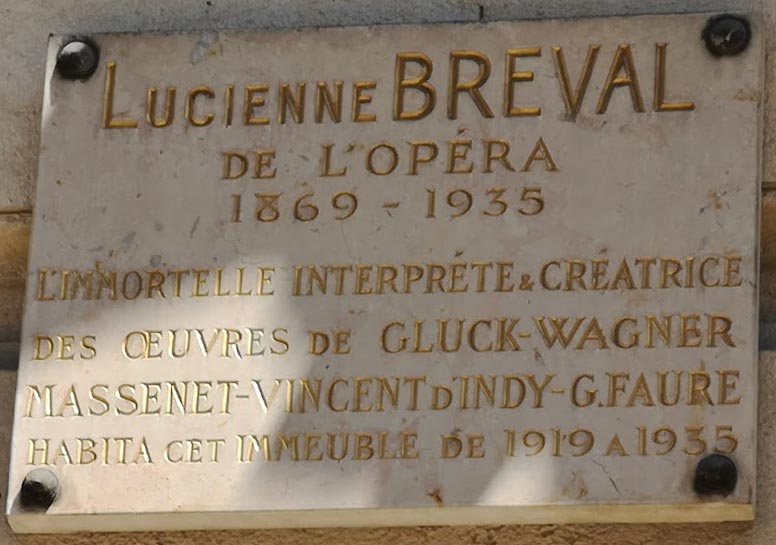 LUCIENNE BREVAL
DE L'OPÉRA
1869 - 1935
L'IMMORTELLE INTERPRÉTE & CRÉATRICE
DES ŒUVRES DE GLUCK-WAGNER
MASSENET-VINCENT D'INDY-G.FAURE
HABITA CET IMMEUBLE DE 1919 A 1935